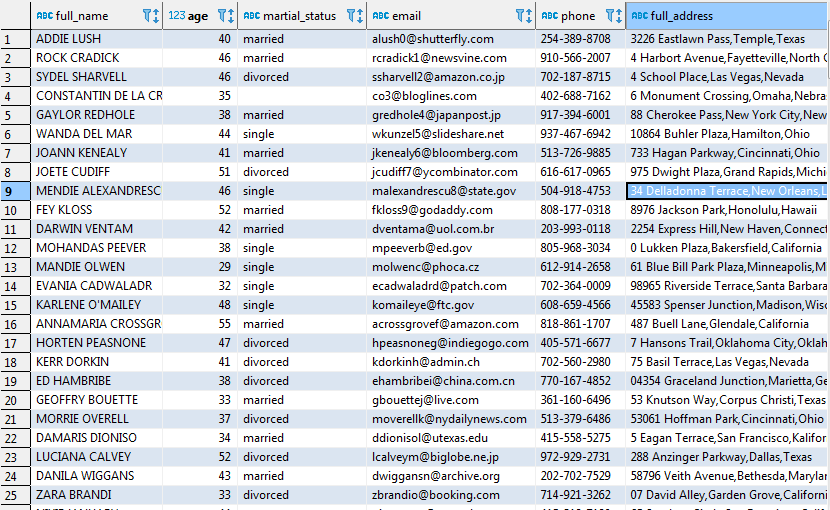 ABC full_name 123 age ABC martial_status ABC email ABC phone ABC full_address
1 ADDIE LUSH 40 married alush0@shutterfly.com 254-389-8708 3226 Eastlawn Pass,Temple,Texas
2 ROCK CRADICK 46 married rcradick1@newsvine.com 910-566-2007 4 Harbort Avenue,Fayetteville,North C
3 SYDEL SHARVELL 46 divorced ssharvell2@amazon.co.jp 702-187-8715 4 School Place,Las Vegas,Nevada
4 CONSTANTIN DE LA CR 35 co3@bloglines.com 402-688-7162 6 Monument Crossing,Omaha,Nebras
5 GAYLOR REDHOLE 38 married gredhole4@japanpost.jp 917-394-6001 88 Cherokee Pass,New York City,New
6 WANDA DEL MAR 44 single wkunzel5@slideshare.net 937-467-6942 10864 Buhler Plaza,Hamilton,Ohio
7 JOANN KENEALY 41 married jkenealy6@bloomberg.com 513-726-9885 733 Hagan Parkway,Cincinnati,Ohio
8 JOETE CUDIFF 51 divorced jcudiff7@ycombinator.com 616-617-0965 975 Dwight Plaza,Grand Rapids,Michi
9 MENDIE ALEXANDRESC 46 single malexandrescu8@state.gov 504-918-4753 34 Delladonna Terrace,New Orleans,L
10 FEY KLOSS 52 married fkloss9@godaddy.com 808-177-0318 8976 Jackson Park,Honolulu,Hawaii
11 DARWIN VENTAM 42 married dventama@uol.com.br 203-993-0118 2254 Express Hill,New Haven,Connect
12 MOHANDAS PEEVER 38 single mpeeverb@ed.gov 805-968-3034 0 Lukken Plaza,Bakersfield,California
13 MANDIE OLWEN 29 single molwenc@phoca.cz 612-914-2658 61 Blue Bill Park Plaza,Minneapolis,M
14 EVANIA CADWALADR 32 single ecadwaladrd@patch.com 702-364-0009 98965 Riverside Terrace,Santa Barbara
15 KARLENE O'MAILEY 48 single komaileye@ftc.gov 608-659-4566 45583 Spenser Junction,Madison,Wisc
16 ANNAMARIA CROSSGR 55 married acrossgrovef@amazon.com 818-861-1707 487 Buell Lane,Glendale,California
17 HORTEN PEASNONE 47 divorced hpeasnoneg@indiegogo.com 405-571-6677 7 Hansons Trail,Oklahoma City,Oklah
18 KERR DORKIN 41 divorced kdorkinh@admin.ch 702-560-2980 75 Basil Terrace,Las Vegas,Nevada
19 ED HAMBRIBE 38 divorced ehambribei@china.com.cn 770-167-4852 04354 Graceland Junction,Marietta,Ge
20 GEOFFRY BOUETTE 33 married gbouettej@live.com 361-160-6496 53 Knutson Way,Corpus Christi,Texas
21 MORRIE OVERELL 37 divorced moverellk@nydailynews.com 513-379-6486 53061 Hoffman Park,Cincinnati,Ohio
22 DAMARIS DIONISO 34 married ddionisol@utexas.edu 415-558-5275 5 Eagan Terrace,San Francisco,Kalifor
23 LUCIANA CALVEY 52 divorced lcalveym@biglobe.ne.jp 972-929-2731 288 Anzinger Parkway,Dallas,Texas
24 DANILA WIGGANS 43 married dwiggansn@archive.org 202-702-7529 58796 Veith Avenue,Bethesda,Marylan
25 ZARA BRANDI 33 divorced zbrandio@booking.com 714-921-3262 07 David Alley,Garden Grove,California